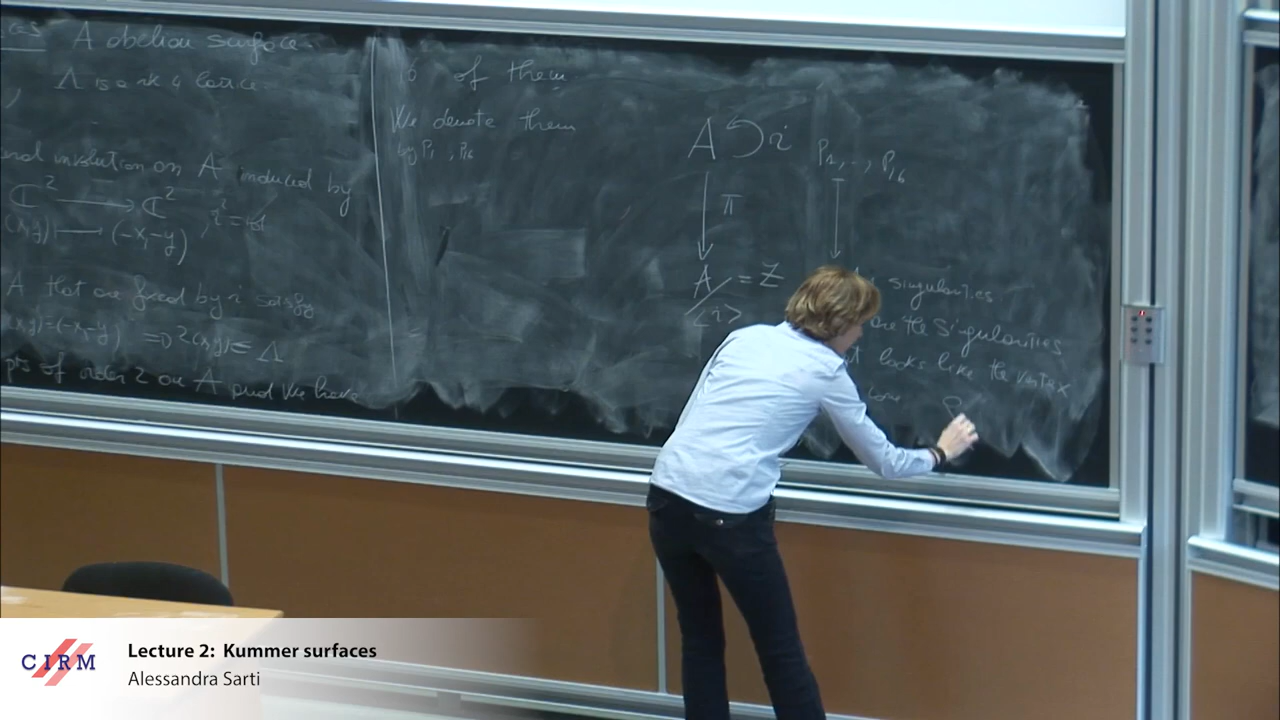 A abelian surface
Λ is a rk 4 lattice
and involution on A induced by
ℂ² ⟶ ℂ²
(x,y) ⟶ (-x,-y) , i² = id
A that are fixed by i satisfy
(x,y)=(-x,-y) ⇒ 2(x,y) ∈ Λ
pts of order 2 on A and we have
16 of them
We denote them
by P₁ , P₁₆
A i P₁, .., P₁₆
π
A/<i> = Z
singularities
are the singularities
looks like the vertex
CIRM
Lecture 2: Kummer surfaces
Alessandra Sarti